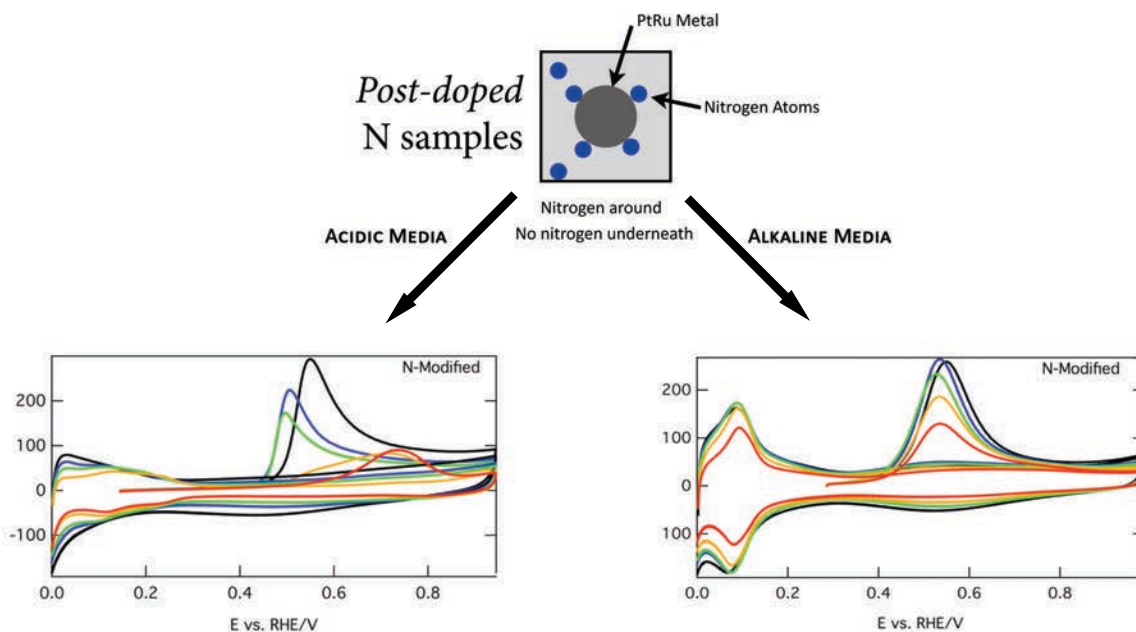 PtRu Metal
Post-doped
N samples
Nitrogen Atoms
Nitrogen around
No nitrogen underneath
ACIDIC MEDIA
ALKALINE MEDIA
N-Modified
200
100
0
-100
0.0 0.2 0.4 0.6 0.8
E vs. RHE/V
N-Modified
200
100
0
100
0.0 0.2 0.4 0.6 0.8
E vs. RHE/V